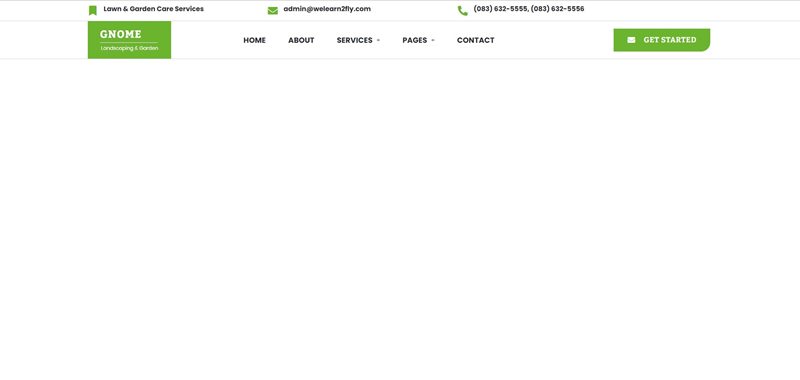 Lawn & Garden Care Services
admin@welearn2fly.com
(083) 632-5555, (083) 632-5556
GNOME
Landscaping & Garden
HOME
ABOUT
SERVICES
PAGES
CONTACT
GET STARTED